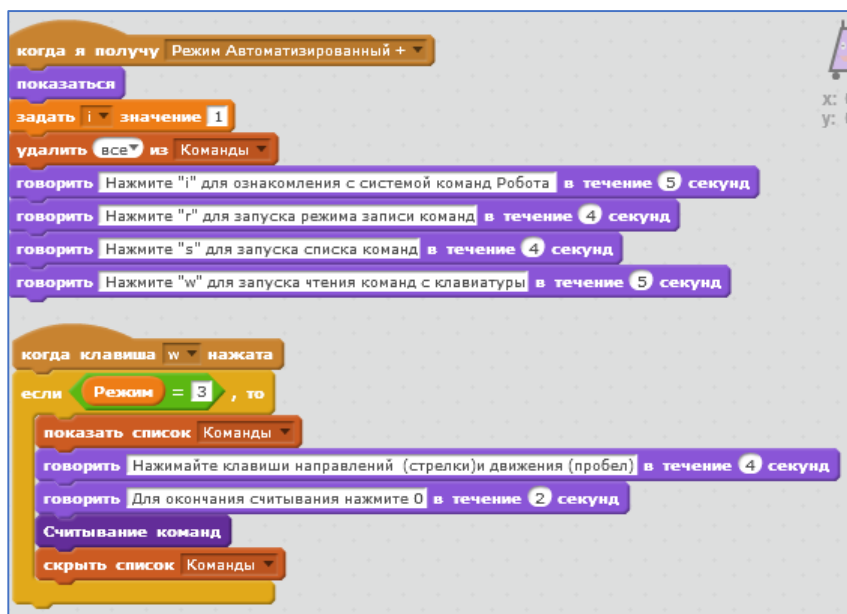 когда я получу Режим Автоматизированный +
показаться
задать i значение 1
удалить все из Команды
говорить Нажмите "i" для ознакомления с системой команд Робота в течение 5 секунд
говорить Нажмите "r" для запуска режима записи команд в течение 4 секунд
говорить Нажмите "s" для запуска списка команд в течение 4 секунд
говорить Нажмите "w" для запуска чтения команд с клавиатуры в течение 5 секунд
когда клавиша w нажата
если Режим = 3 , то
показать список Команды
говорить Нажимайте клавиши направлений (стрелки)и движения (пробел) в течение 4 секунд
говорить Для окончания считывания нажмите 0 в течение 2 секунд
Считывание команд
скрыть список Команды
x:
y: